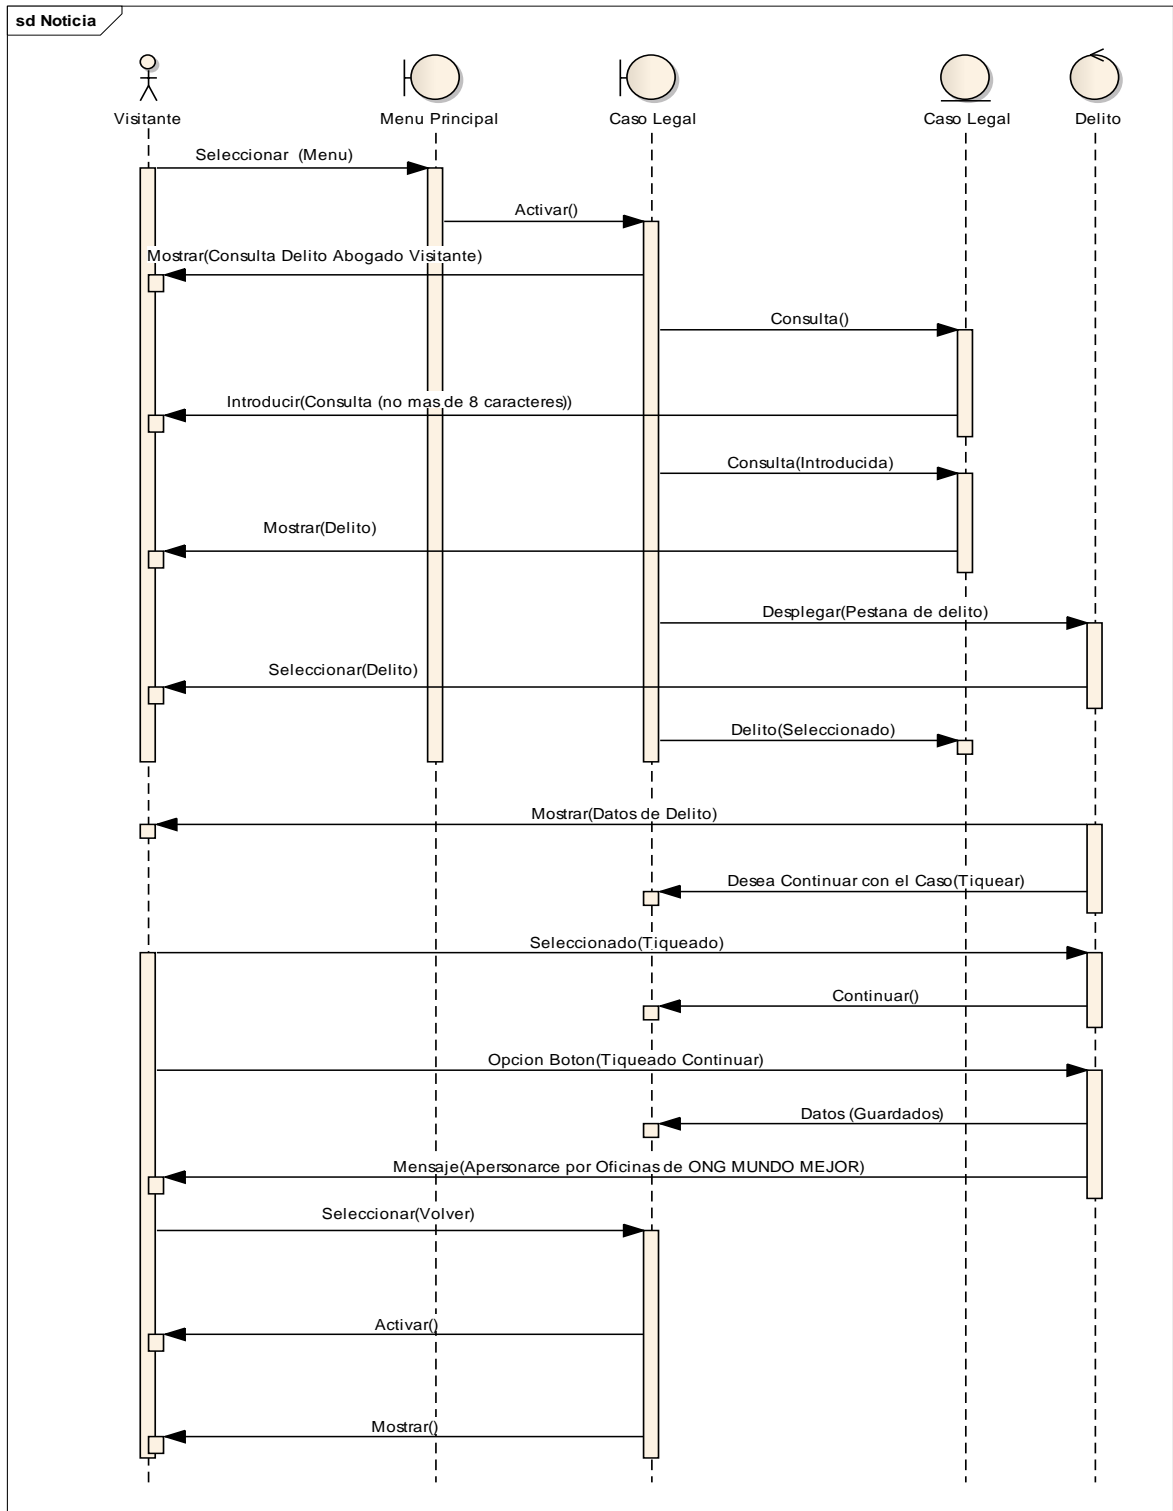 sd Noticia
Visitante
Menu Principal
Caso Legal
Caso Legal
Delito
Seleccionar (Menu)
Activar()
Mostrar(Consulta Delito Abogado Visitante)
Consulta()
Introducir(Consulta (no mas de 8 caracteres))
Consulta(Introducida)
Mostrar(Delito)
Desplegar(Pestana de delito)
Seleccionar(Delito)
Delito(Seleccionado)
Mostrar(Datos de Delito)
Desea Continuar con el Caso(Tiquear)
Seleccionado(Tiqueado)
Continuar()
Opcion Boton(Tiqueado Continuar)
Datos (Guardados)
Mensaje(Apersonarce por Oficinas de ONG MUNDO MEJOR)
Seleccionar(Volver)
Activar()
Mostrar()